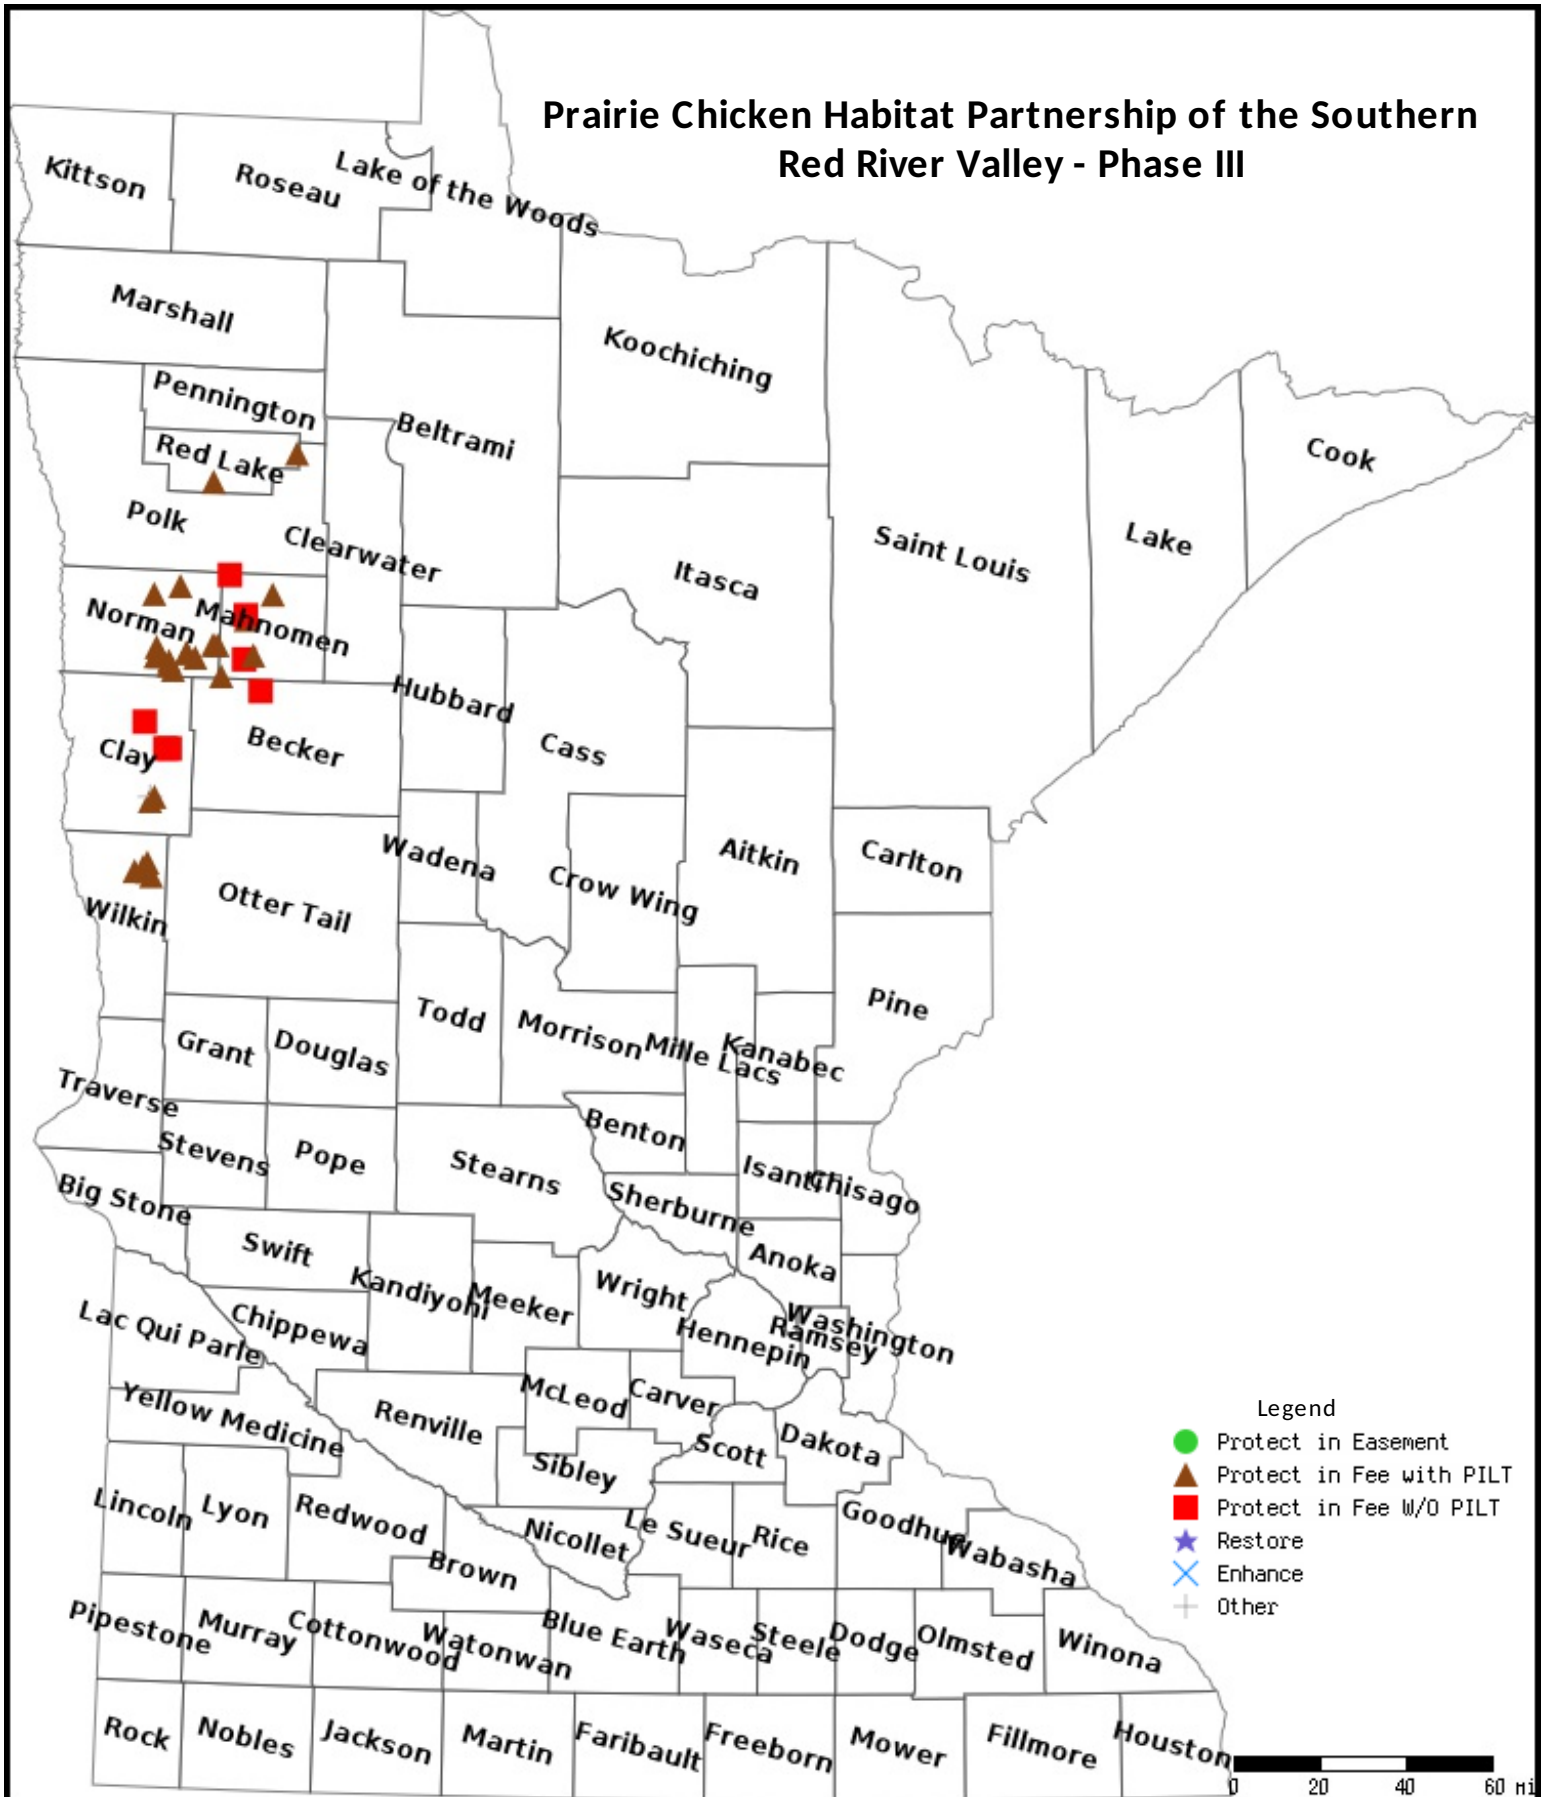 Prairie Chicken Habitat Partnership of the Southern
Red River Valley - Phase III
Kittson
Roseau
Lake of the Woods
Marshall
Koochiching
Pennington
Beltrami
Red Lake
Cook
Polk
Clearwater
Saint Louis
Lake
Itasca
Norman
Mahnomen
Hubbard
Clay
Becker
Cass
Wadena
Aitkin
Carlton
Crow Wing
Otter Tail
Wilkin
Pine
Todd
Morrison
Mille Lacs
Kanabec
Grant
Douglas
Traverse
Benton
Stevens
Pope
Stearns
Isanti
Chisago
Big Stone
Sherburne
Swift
Anoka
Kandiyohi
Meeker
Wright
Lac Qui Parle
Chippewa
Hennepin
Ramsey
Washington
McLeod
Carver
Yellow Medicine
Renville
Scott
Dakota
Sibley
Lincoln
Lyon
Redwood
Nicollet
Le Sueur
Rice
Goodhue
Wabasha
Brown
Pipestone
Murray
Cottonwood
Watonwan
Blue Earth
Waseca
Steele
Dodge
Olmsted
Winona
Rock
Nobles
Jackson
Martin
Faribault
Freeborn
Mower
Fillmore
Houston
Legend
Protect in Easement
Protect in Fee with PILT
Protect in Fee W/O PILT
Restore
Enhance
Other
0 20 40 60 Mi